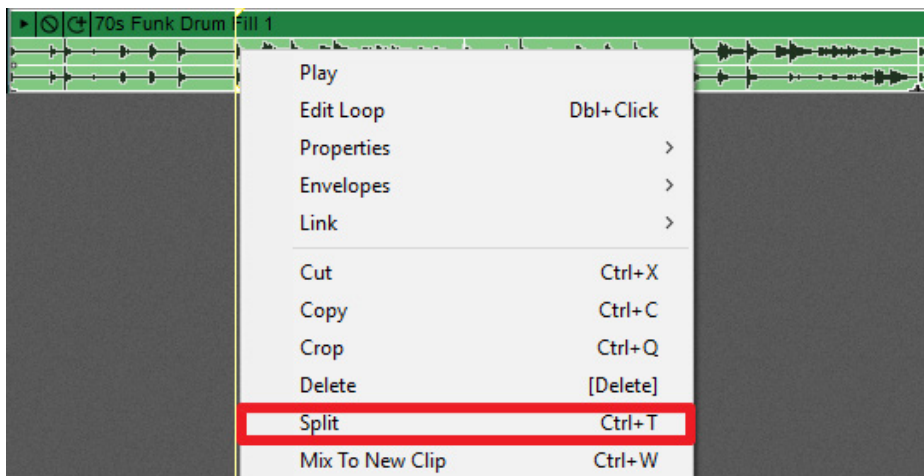 70s Funk Drum Fill 1
Play
Edit Loop Dbl+Click
Properties
Envelopes
Link
Cut Ctrl+X
Copy Ctrl+C
Crop Ctrl+Q
Delete [Delete]
Split Ctrl+T
Mix To New Clip Ctrl+W